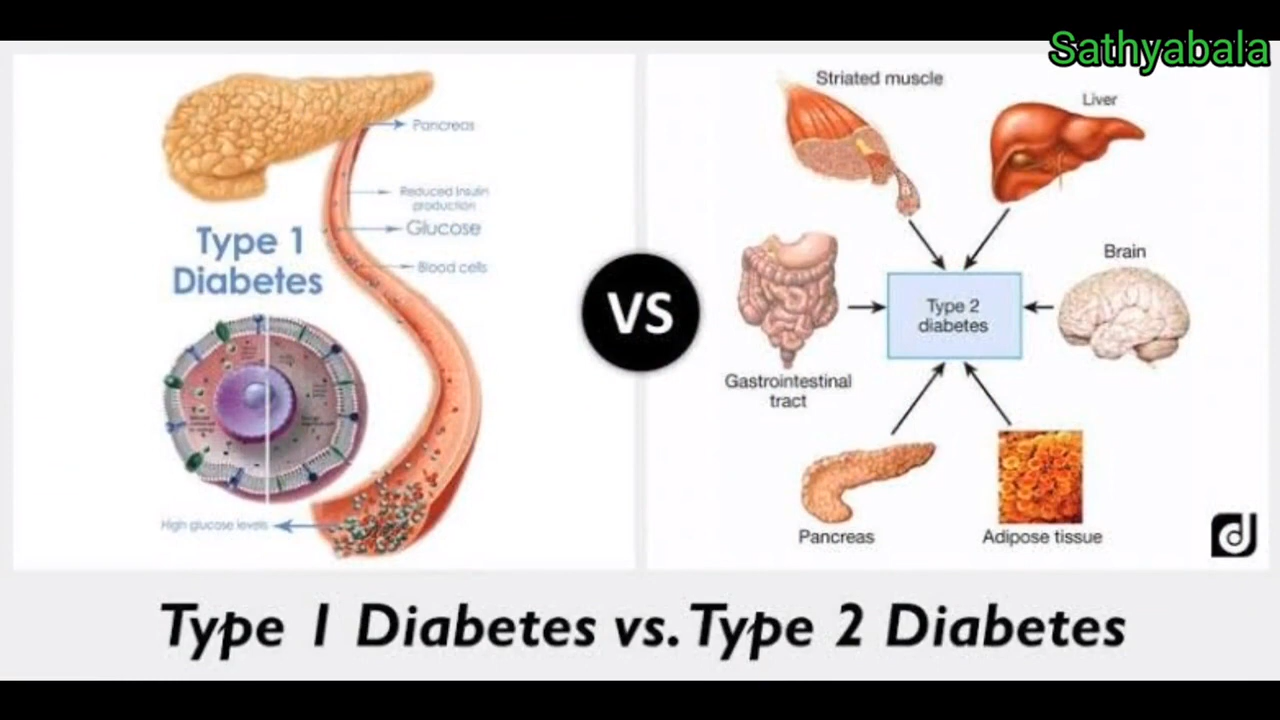 Sathyabala
Pancreas
Reduced Insulin
production
Glucose
Blood cells
Type 1
Diabetes
High glucose levels
VS
Striated muscle
Liver
Brain
Type 2
diabetes
Gastrointestinal
tract
Pancreas
Adipose tissue
d
Type 1 Diabetes vs. Type 2 Diabetes